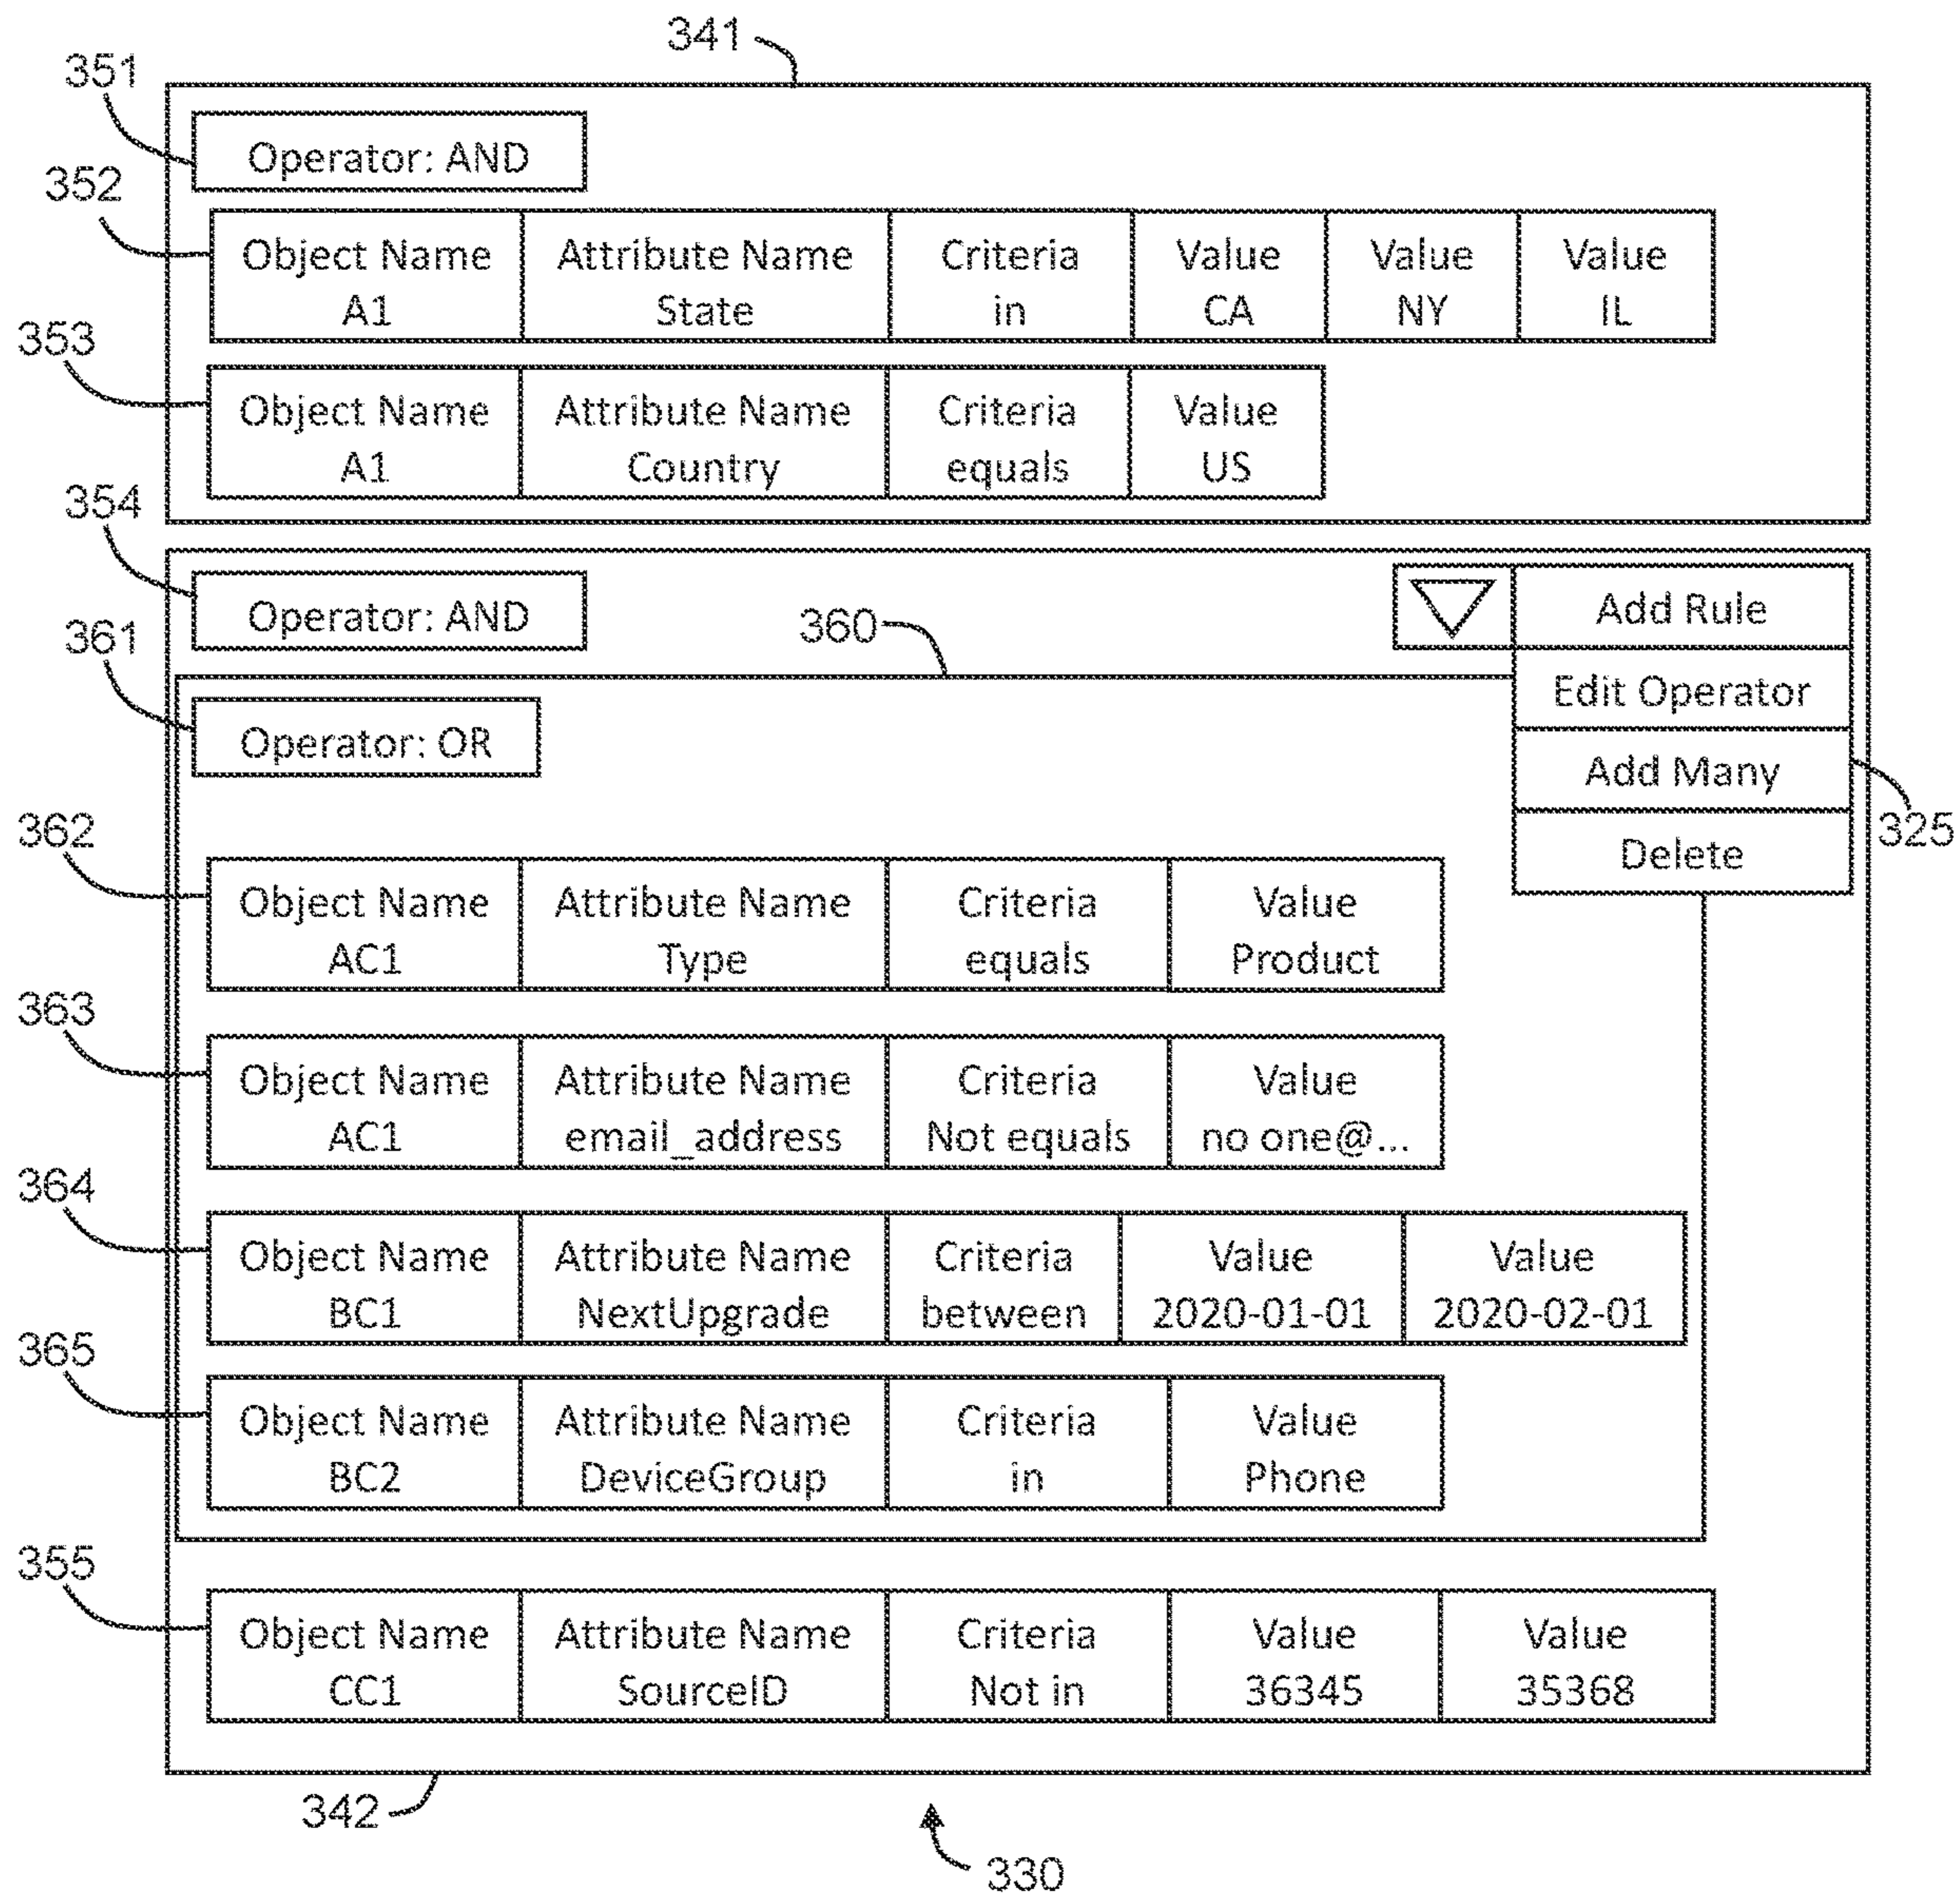 341
351
Operator: AND
352
Object Name Attribute Name Criteria Value Value Value
A1 State in CA NY IL
353
Object Name Attribute Name Criteria Value
A1 Country equals US
354
Operator: AND
Add Rule
361
360
Edit Operator
Operator: OR
Add Many
325
Delete
362
Object Name Attribute Name Criteria Value
AC1 Type equals Product
363
Object Name Attribute Name Criteria Value
AC1 email_address Not equals no one@...
364
Object Name Attribute Name Criteria Value Value
BC1 NextUpgrade between 2020-01-01 2020-02-01
365
Object Name Attribute Name Criteria Value
BC2 DeviceGroup in Phone
355
Object Name Attribute Name Criteria Value Value
CC1 SourceID Not in 36345 35368
342
330